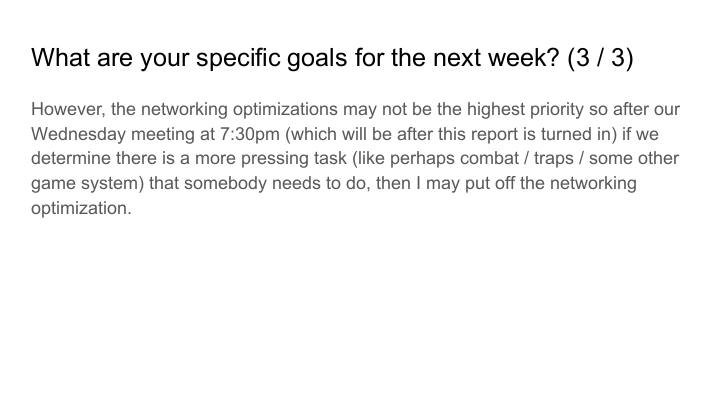 What are your specific goals for the next week? (3 / 3)
However, the networking optimizations may not be the highest priority so after our
Wednesday meeting at 7:30pm (which will be after this report is turned in) if we
determine there is a more pressing task (like perhaps combat / traps / some other
game system) that somebody needs to do, then I may put off the networking
optimization.